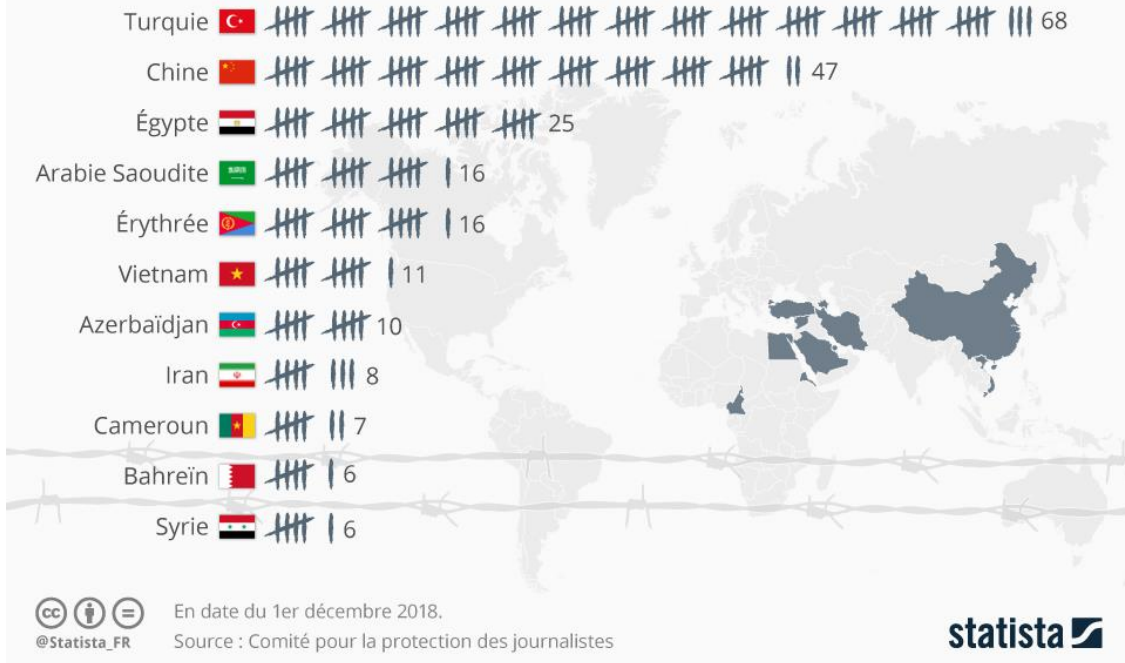 Turquie 68
Chine 47
Égypte 25
Arabie Saoudite 16
Érythrée 16
Vietnam 11
Azerbaïdjan 10
Iran 8
Cameroun 7
Bahreïn 6
Syrie 6
En date du 1er décembre 2018.
@Statista_FR Source : Comité pour la protection des journalistes
statista